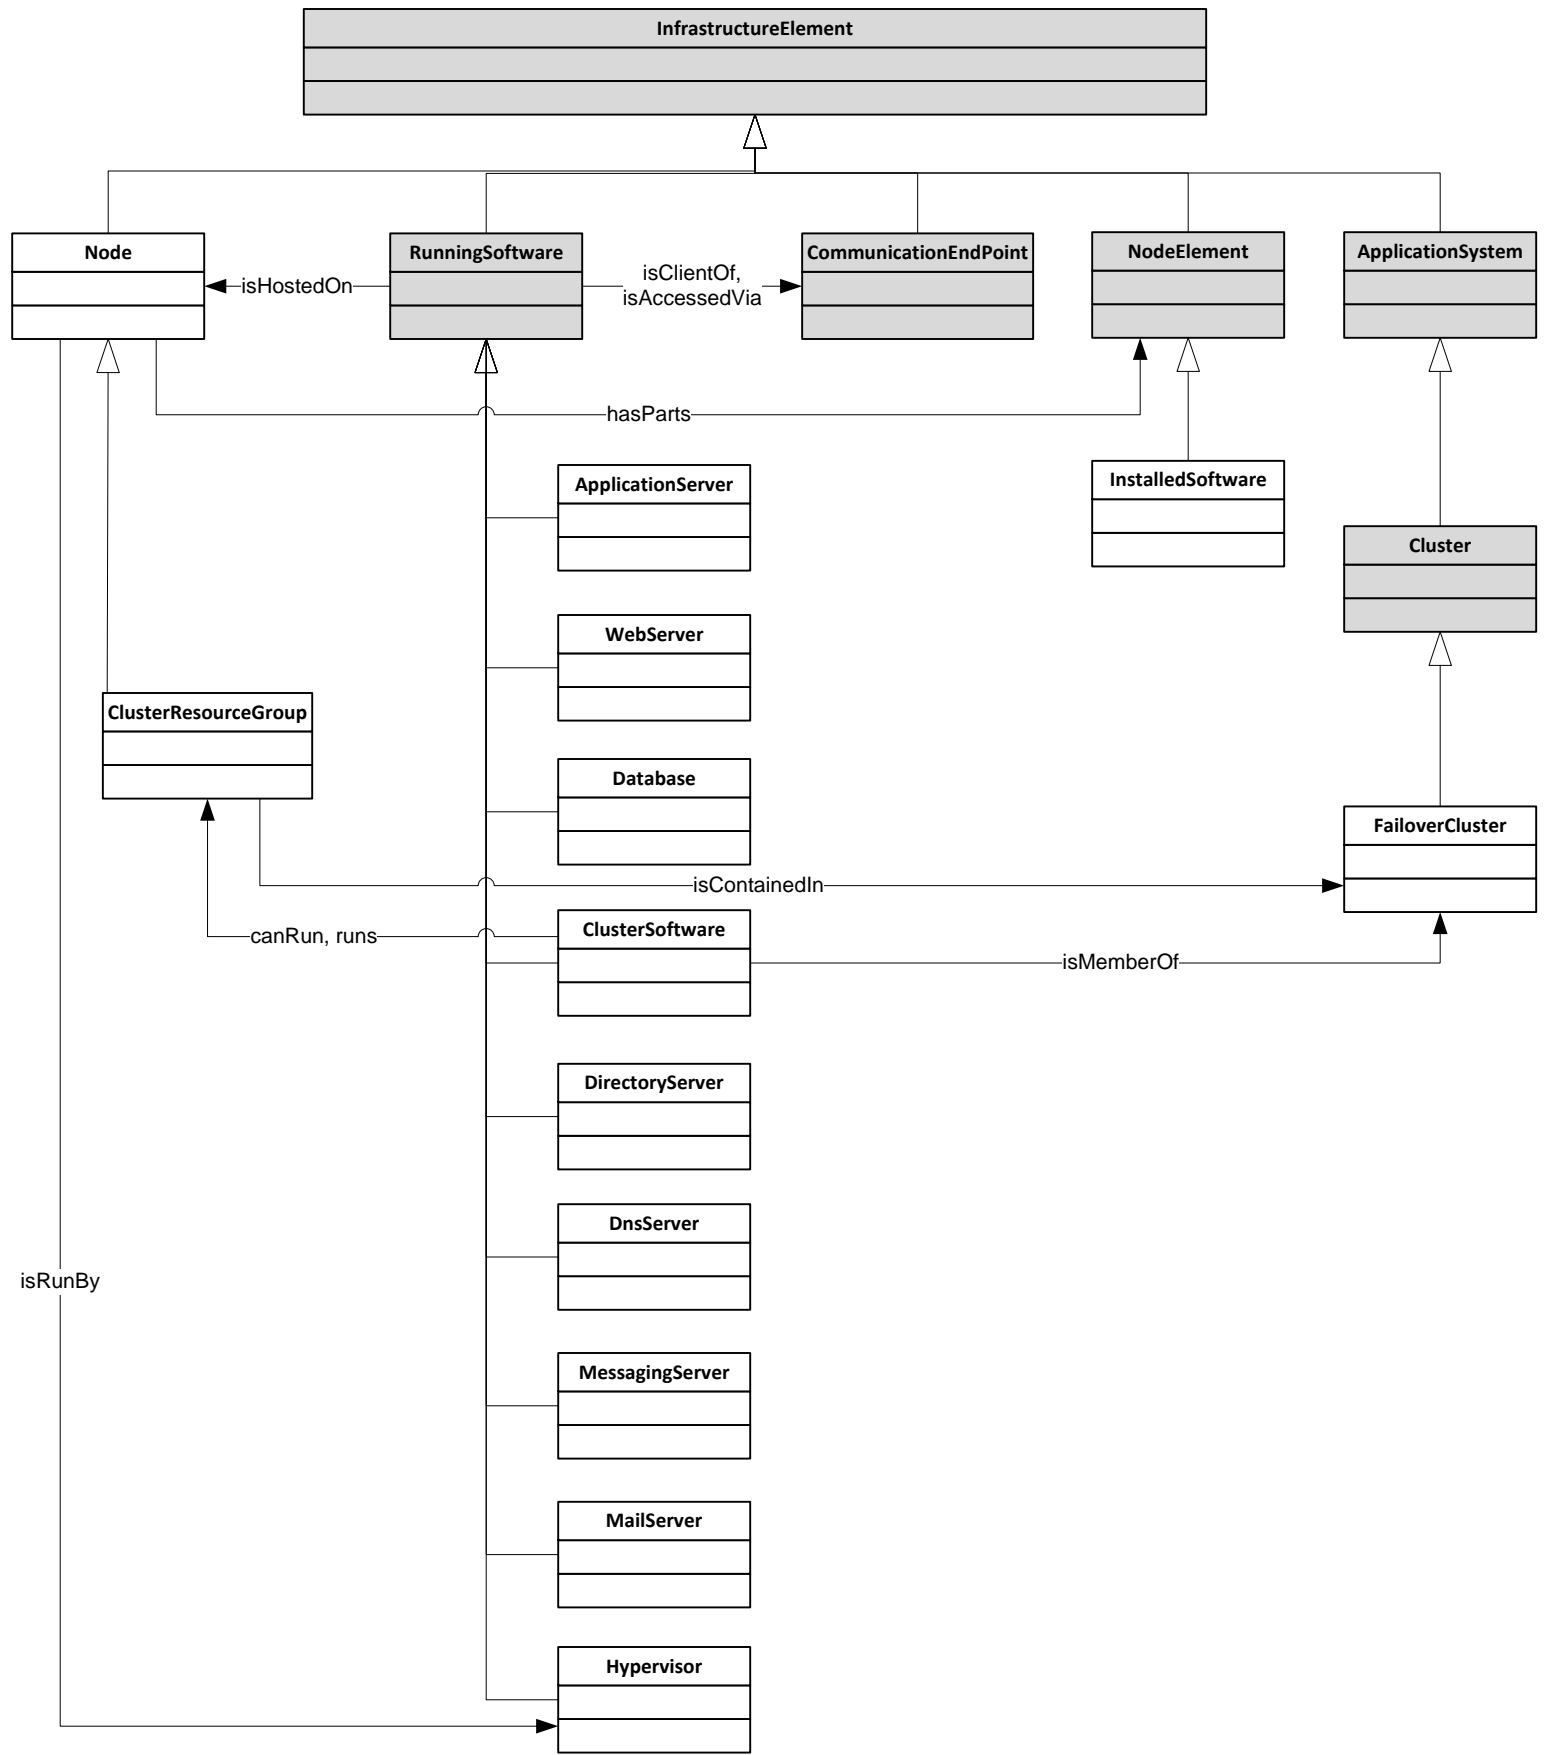 InfrastructureElement
Node
RunningSoftware
CommunicationEndPoint
NodeElement
ApplicationSystem
isHostedOn
isClientOf,
isAccessedVia
hasParts
ApplicationServer
InstalledSoftware
Cluster
WebServer
ClusterResourceGroup
Database
FailoverCluster
isContainedIn
ClusterSoftware
canRun, runs
isMemberOf
DirectoryServer
DnsServer
isRunBy
MessagingServer
MailServer
Hypervisor